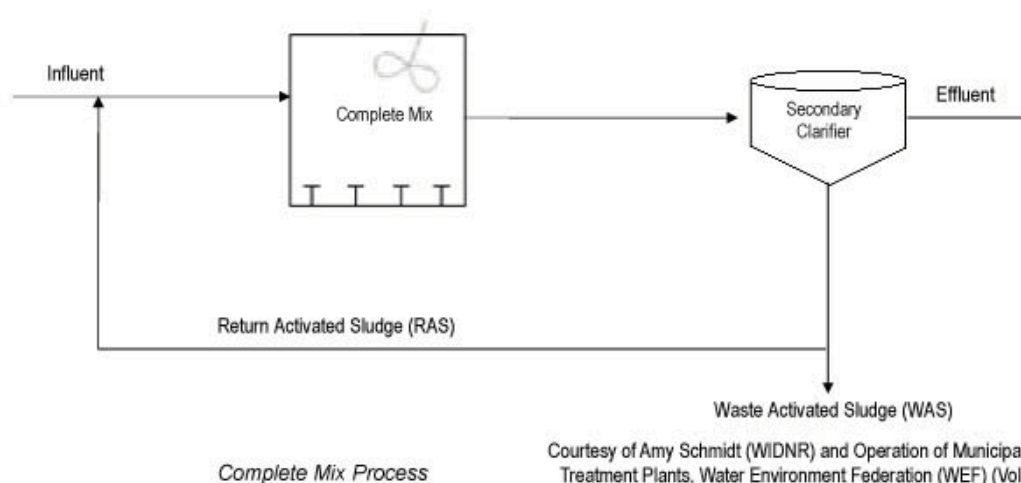 Influent
Complete Mix
Secondary
Clarifier
Effluent
Return Activated Sludge (RAS)
Waste Activated Sludge (WAS)
Courtesy of Amy Schmidt (WIDNR) and Operation of Municipa
Treatment Plants, Water Environment Federation (WEF) (Vol
Complete Mix Process